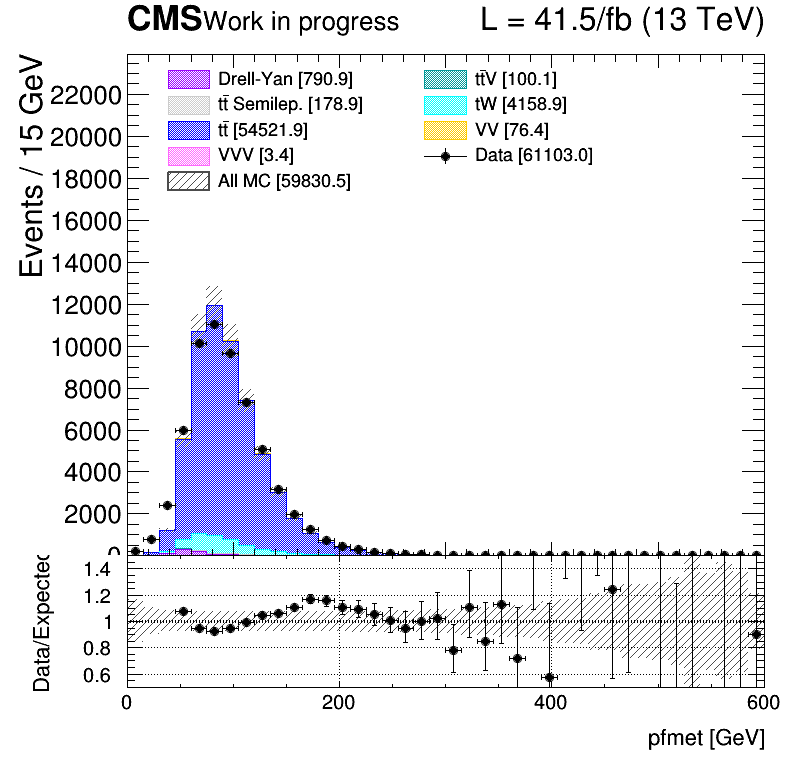 CMS Work in progress L = 41.5/fb (13 TeV)
Events / 15 GeV
Drell-Yan [790.9] tt̄V [100.1]
tt̄ Semilep. [178.9] tW [4158.9]
tt̄ [54521.9] VV [76.4]
VVV [3.4] Data [61103.0]
All MC [59830.5]
22000
20000
18000
16000
14000
12000
10000
8000
6000
4000
2000
0
Data/Expected
1.4
1.2
1
0.8
0.6
0 200 400 600
pfmet [GeV]